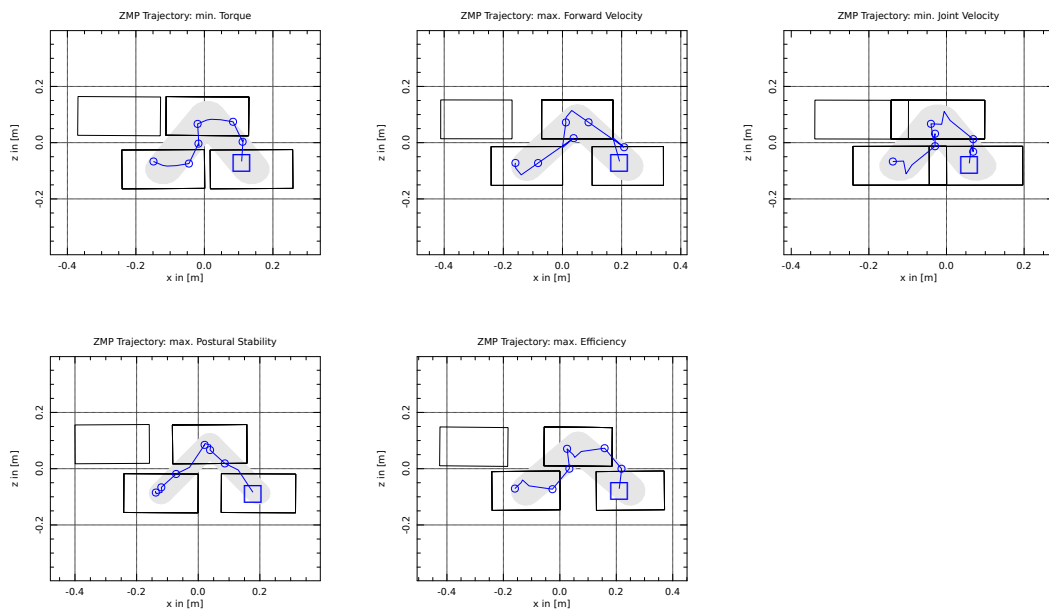 ZMP Trajectory: min. Torque
z in [m]
0.2
0.0
-0.2
-0.4
-0.2
0.0
0.2
x in [m]
ZMP Trajectory: max. Forward Velocity
z in [m]
0.2
0.0
-0.2
-0.4
-0.2
0.0
0.2
0.4
x in [m]
ZMP Trajectory: min. Joint Velocity
z in [m]
0.2
0.0
-0.2
-0.4
-0.2
0.0
0.2
x in [m]
ZMP Trajectory: max. Postural Stability
z in [m]
0.2
0.0
-0.2
-0.4
-0.2
0.0
0.2
x in [m]
ZMP Trajectory: max. Efficiency
z in [m]
0.2
0.0
-0.2
-0.4
-0.2
0.0
0.2
0.4
x in [m]